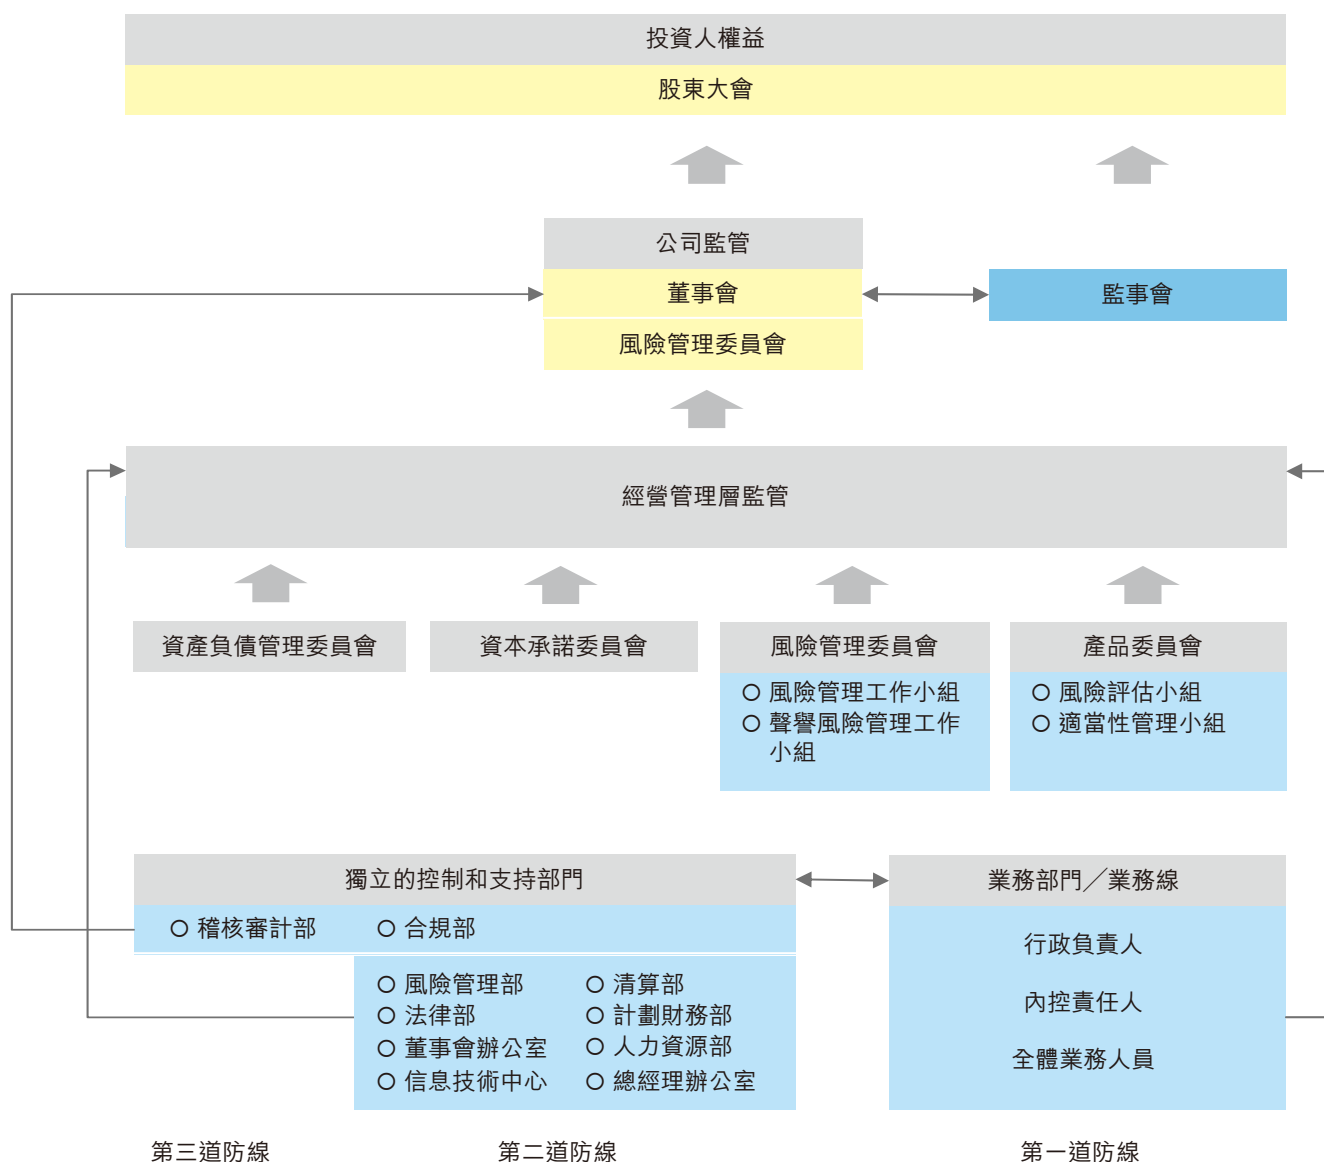 投資人權益
股東大會
公司監管
董事會
監事會
風險管理委員會
經營管理層監管
資產負債管理委員會
資本承諾委員會
風險管理委員會
○ 風險管理工作小組
○ 聲譽風險管理工作
小組
產品委員會
○ 風險評估小組
○ 適當性管理小組
獨立的控制和支持部門
○ 稽核審計部
○ 合規部
○ 風險管理部
○ 清算部
○ 法律部
○ 計劃財務部
○ 董事會辦公室
○ 人力資源部
○ 信息技術中心
○ 總經理辦公室
業務部門／業務線
行政負責人
內控責任人
全體業務人員
第三道防線
第二道防線
第一道防線